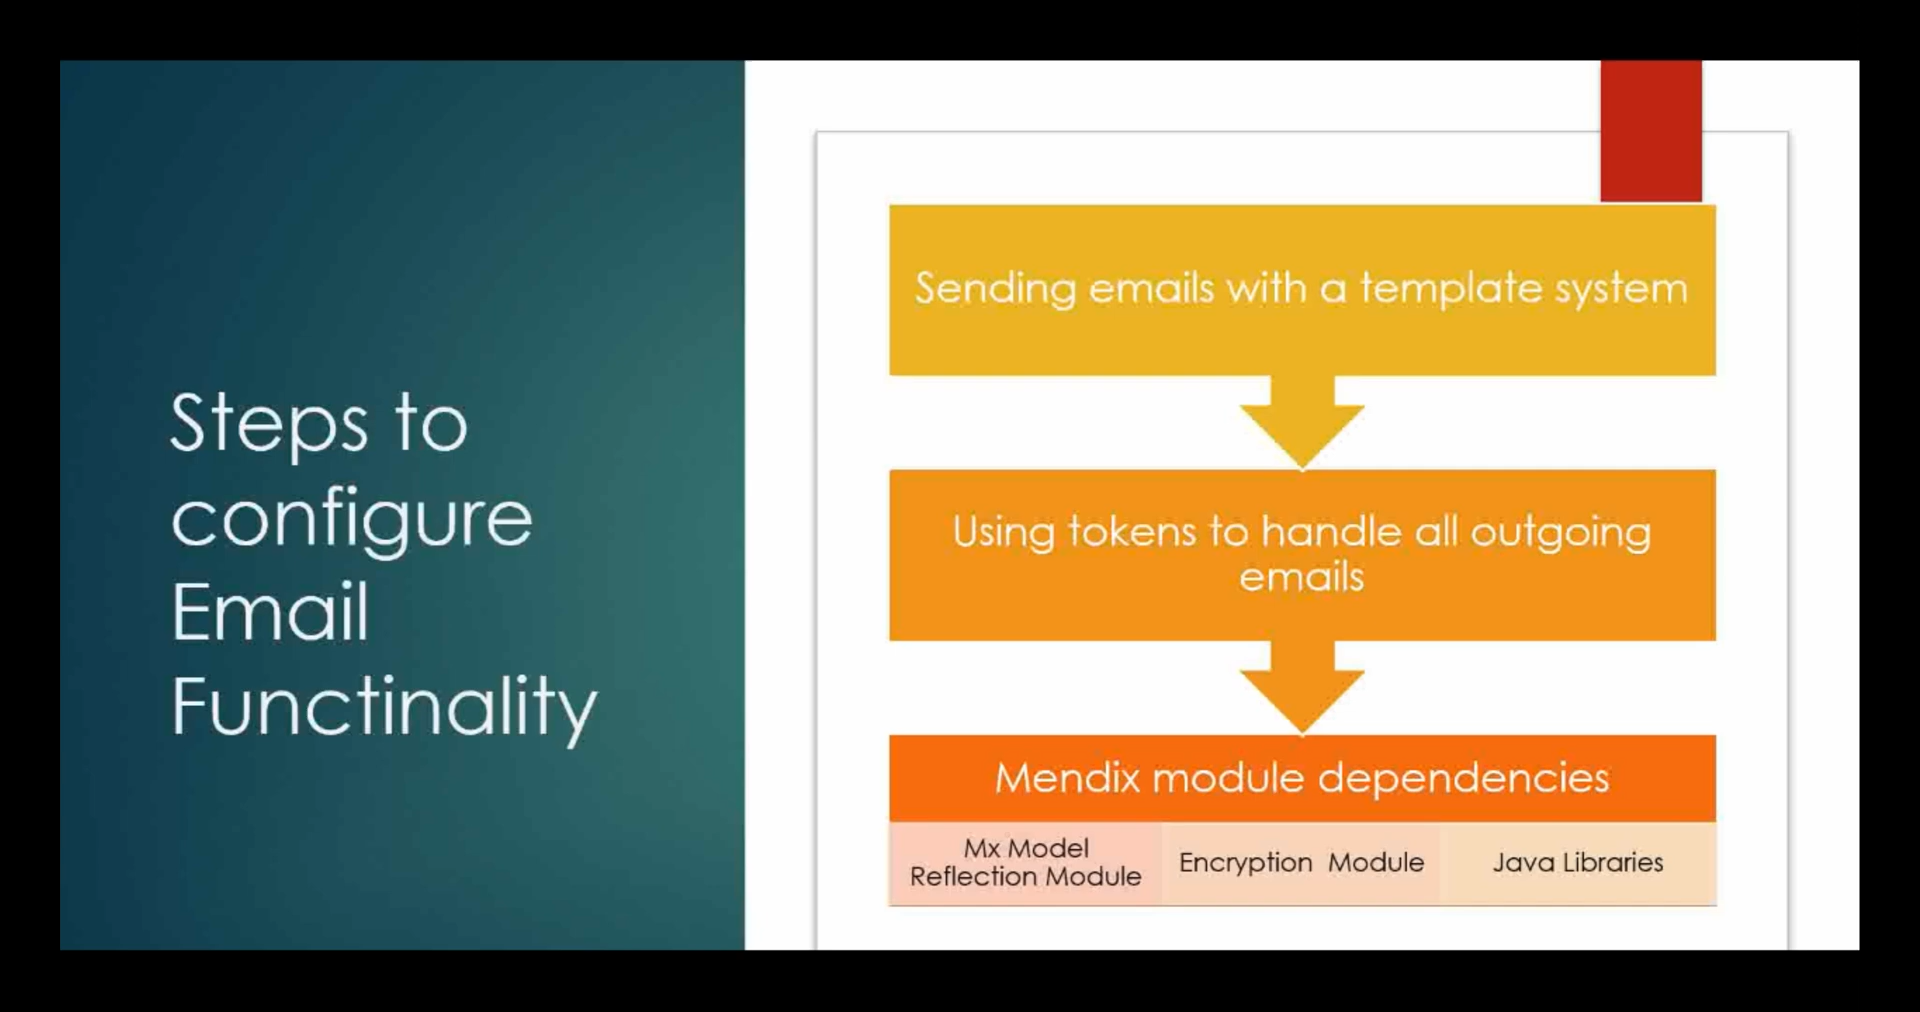 Steps to
configure
Email
Functinality
Sending emails with a template system
Using tokens to handle all outgoing
emails
Mendix module dependencies
Mx Model
Reflection Module
Encryption Module
Java Libraries